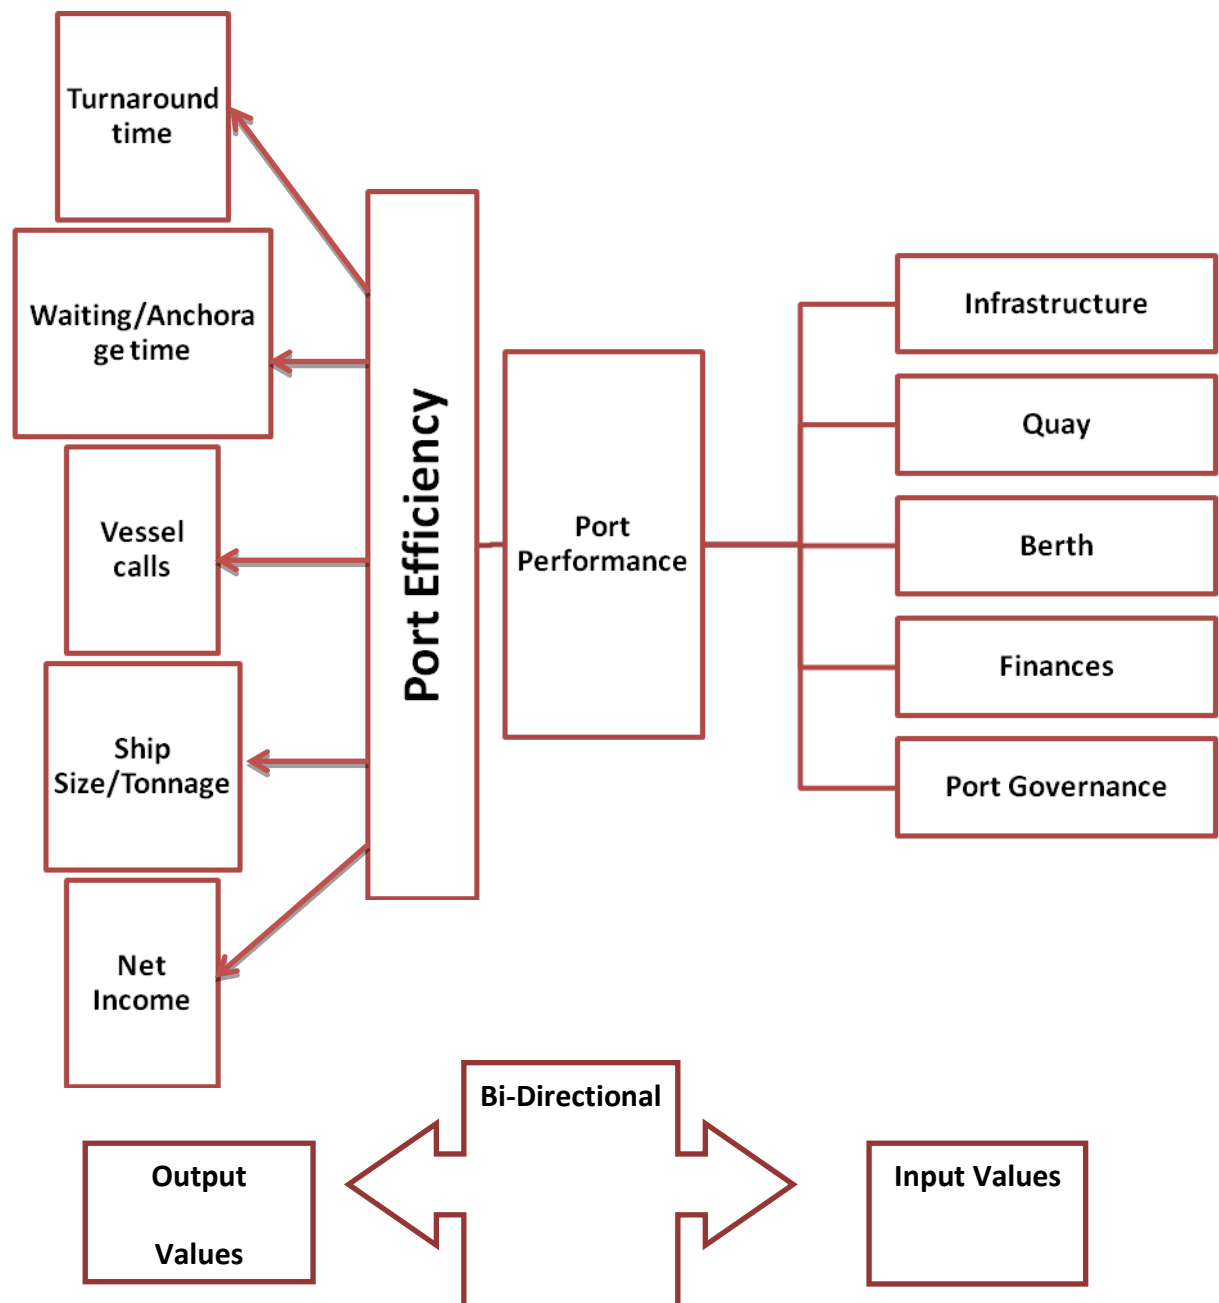 Turnaround
time
Waiting/Anchora
ge time
Vessel
calls
Ship
Size/Tonnage
Net
Income
Port Efficiency
Port
Performance
Infrastructure
Quay
Berth
Finances
Port Governance
Bi-Directional
Output
Values
Input Values